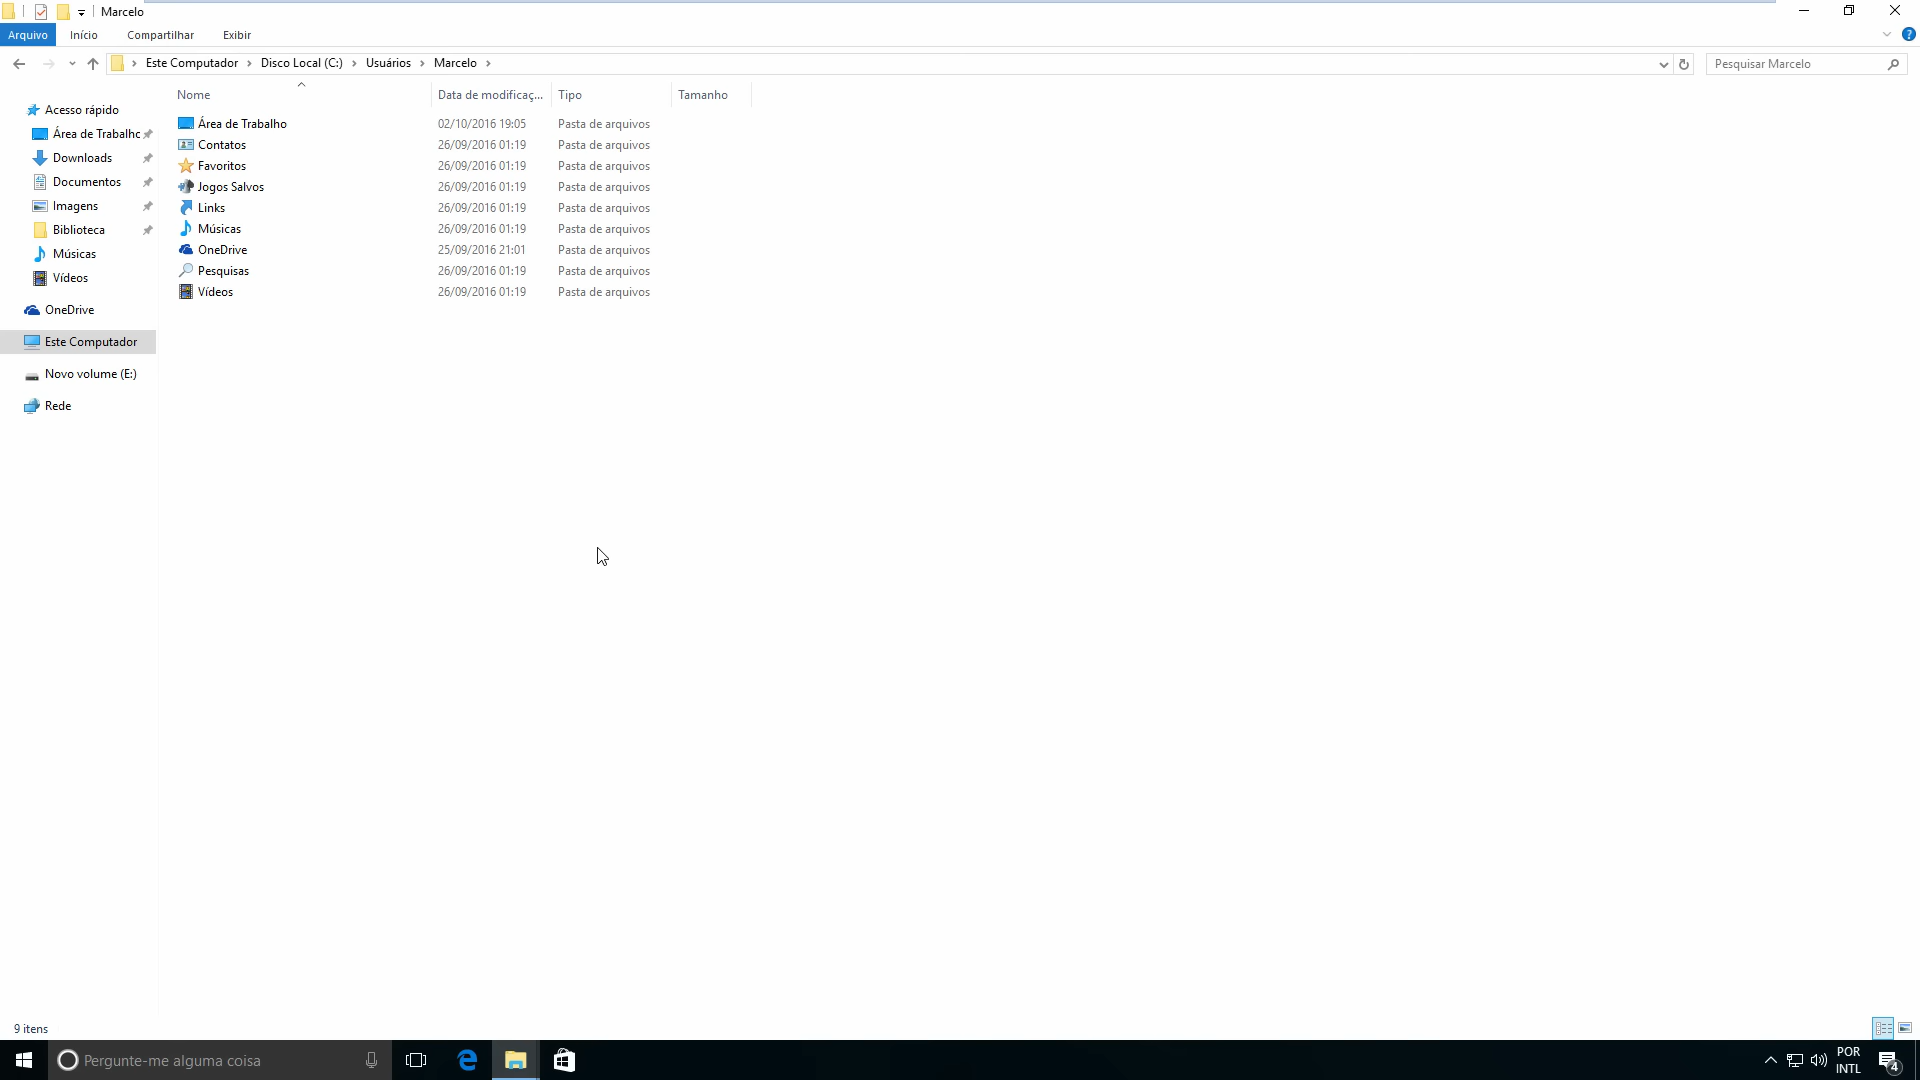 Marcelo
Arquivo Início Compartilhar Exibir
Este Computador Disco Local (C:) Usuários Marcelo Pesquisar Marcelo
Nome Data de modificaç... Tipo Tamanho
Acesso rápido
Área de Trabalho
Downloads
Documentos
Imagens
Biblioteca
Músicas
Vídeos
OneDrive
Este Computador
Novo volume (E:)
Rede
Área de Trabalho 02/10/2016 19:05 Pasta de arquivos
Contatos 26/09/2016 01:19 Pasta de arquivos
Favoritos 26/09/2016 01:19 Pasta de arquivos
Jogos Salvos 26/09/2016 01:19 Pasta de arquivos
Links 26/09/2016 01:19 Pasta de arquivos
Músicas 26/09/2016 01:19 Pasta de arquivos
OneDrive 25/09/2016 21:01 Pasta de arquivos
Pesquisas 26/09/2016 01:19 Pasta de arquivos
Vídeos 26/09/2016 01:19 Pasta de arquivos
9 itens
Pergunte-me alguma coisa
POR
INTL
4